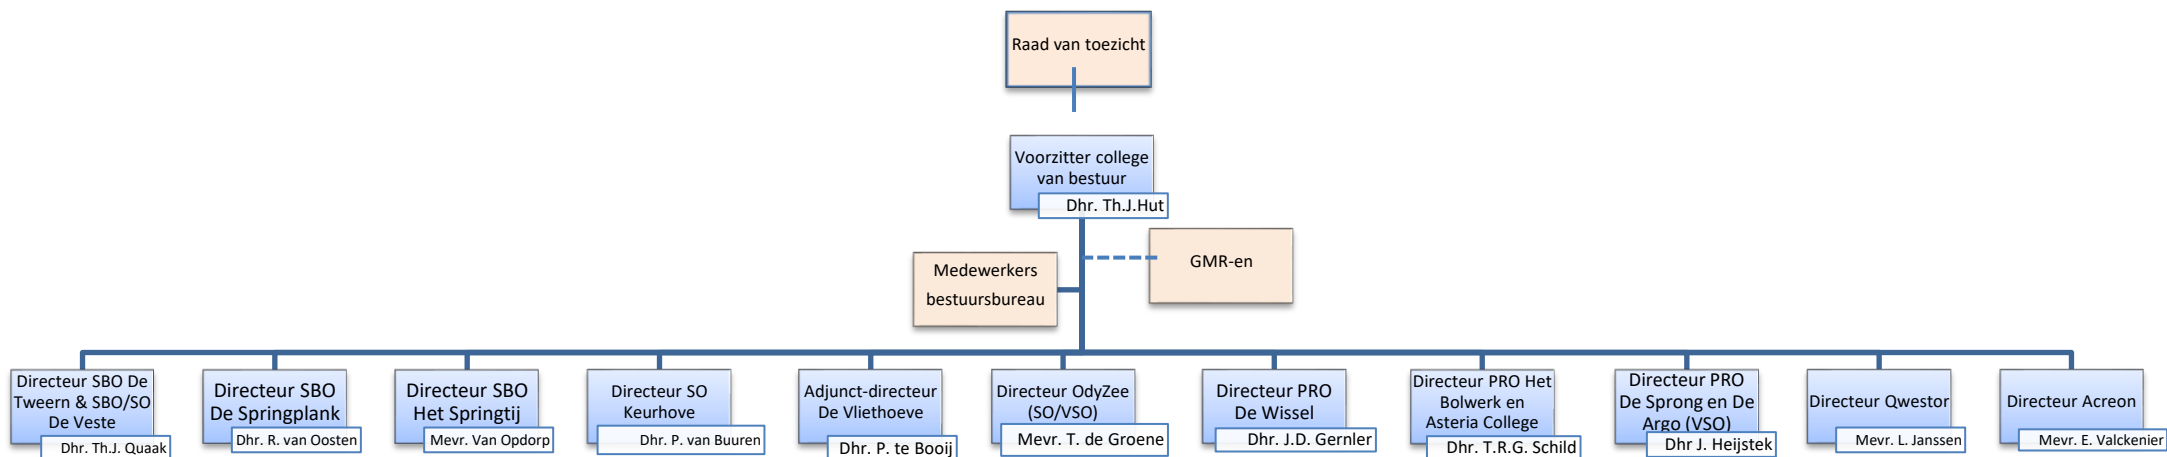 Raad van toezicht
Voorzitter college
van bestuur
Dhr. Th.J.Hut
GMR-en
Medewerkers
bestuursbureau
Directeur SBO De
Tweern & SBO/SO
De Veste
Dhr. Th.J. Quaak
Directeur SBO
De Springplank
Dhr. R. van Oosten
Directeur SBO
Het Springtij
Mevr. Van Opdorp
Directeur SO
Keurhove
Dhr. P. van Buuren
Adjunct-directeur
De Vliethoeve
Dhr. P. te Booij
Directeur OdyZee
(SO/VSO)
Mevr. T. de Groene
Directeur PRO
De Wissel
Dhr. J.D. Gernler
Directeur PRO Het
Bolwerk en
Asteria College
Dhr. T.R.G. Schild
Directeur PRO
De Sprong en De
Argo (VSO)
Dhr J. Heijstek
Directeur Qwestor
Mevr. L. Janssen
Directeur Acreon
Mevr. E. Valckenier